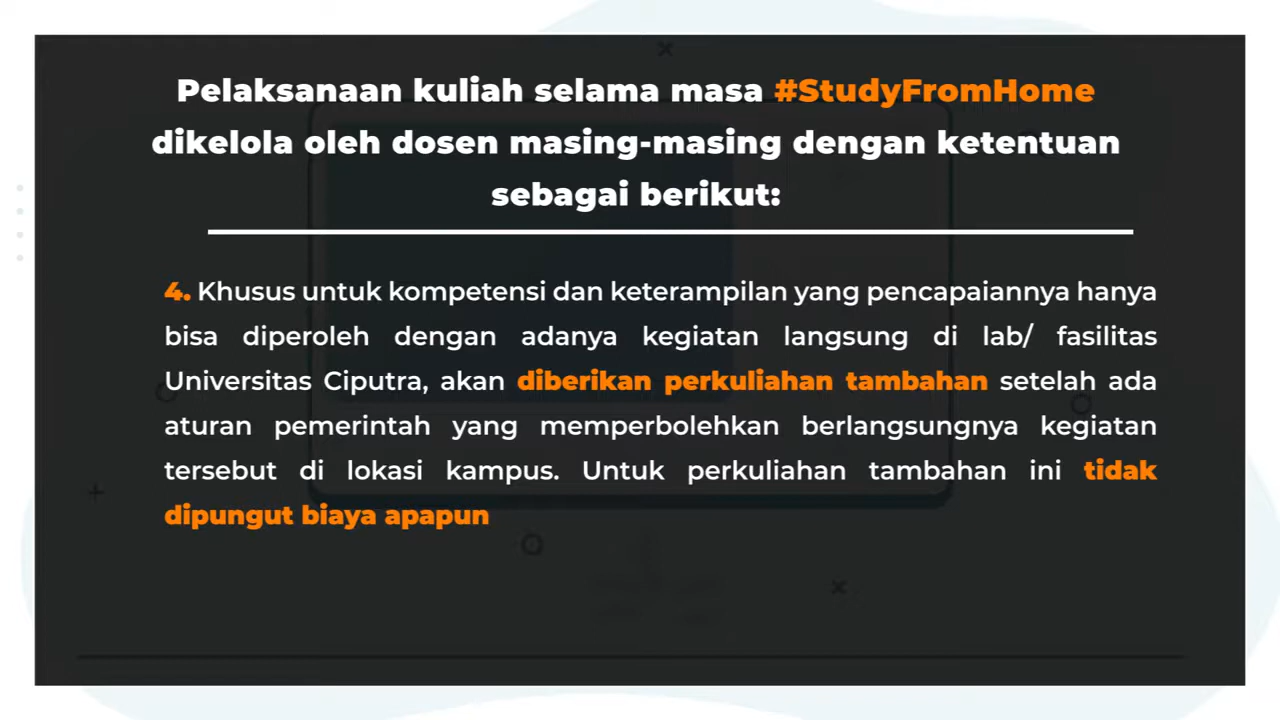 Pelaksanaan kuliah selama masa #StudyFromHome
dikelola oleh dosen masing-masing dengan ketentuan
sebagai berikut:
4. Khusus untuk kompetensi dan keterampilan yang pencapaiannya hanya
bisa diperoleh dengan adanya kegiatan langsung di lab/ fasilitas
Universitas Ciputra, akan diberikan perkuliahan tambahan setelah ada
aturan pemerintah yang memperbolehkan berlangsungnya kegiatan
tersebut di lokasi kampus. Untuk perkuliahan tambahan ini tidak
dipungut biaya apapun